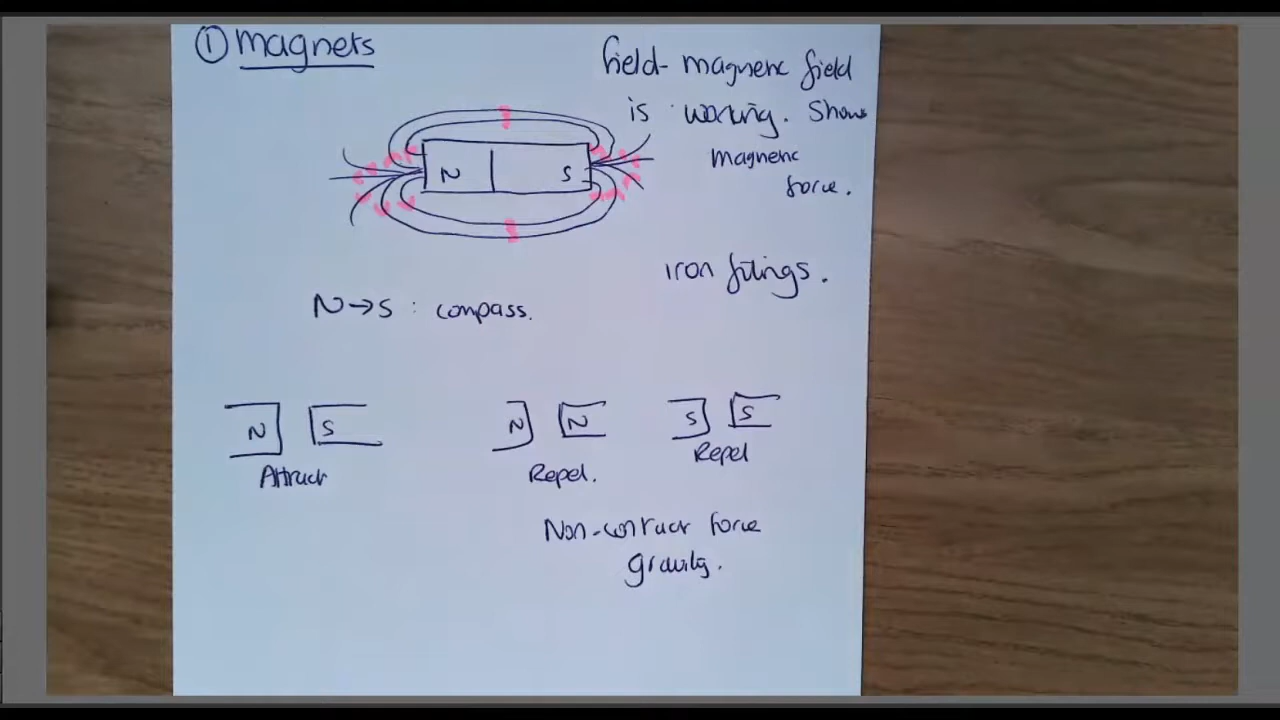 ① Magnets
field - magnetic field
is working. Shows
magnetic
force.
N S
iron filings.
N → S : compass.
N S
N N
S S
Attract
Repel.
Repel
Non-contact force
gravity.